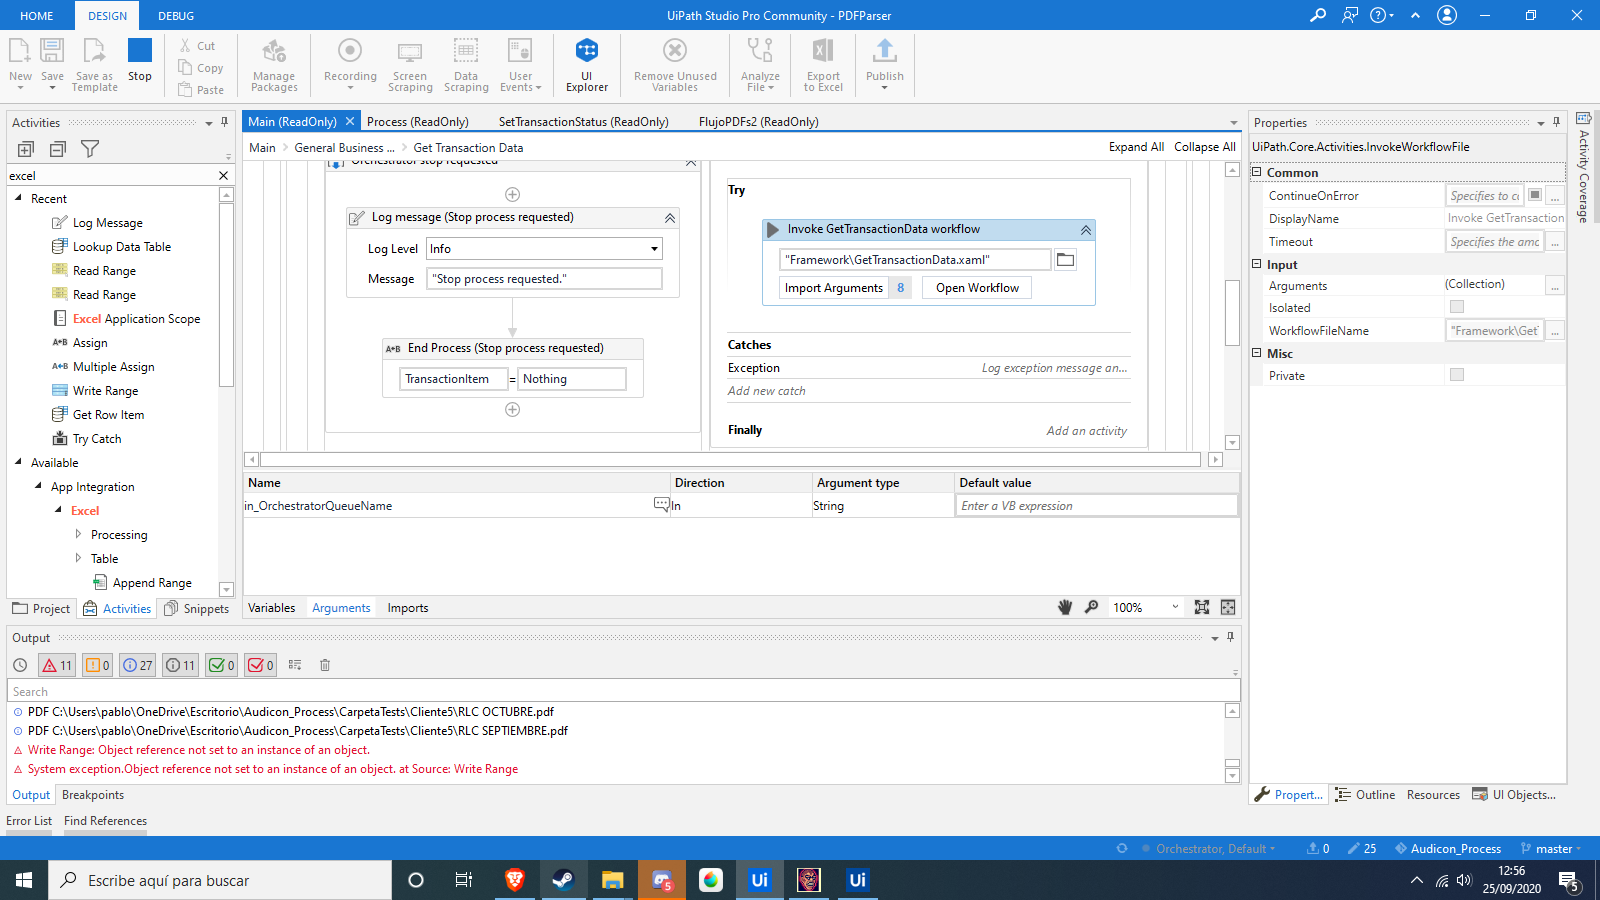 HOME
DESIGN
DEBUG
UiPath Studio Pro Community - PDFParser
New
Save
Save as Template
Stop
Cut
Copy
Paste
Manage Packages
Recording
Screen Scraping
Data Scraping
User Events
UI Explorer
Remove Unused Variables
Analyze File
Export to Excel
Publish
Activities
excel
Recent
Log Message
Lookup Data Table
Read Range
Read Range
Excel Application Scope
Assign
Multiple Assign
Write Range
Get Row Item
Try Catch
Available
App Integration
Excel
Processing
Table
Append Range
Project
Activities
Snippets
Main (ReadOnly)
Process (ReadOnly)
SetTransactionStatus (ReadOnly)
FlujoPDFs2 (ReadOnly)
Main
General Business ...
Get Transaction Data
Expand All
Collapse All
Orchestrator stop requested
Log message (Stop process requested)
Log Level
Info
Message
"Stop process requested."
A+B
End Process (Stop process requested)
TransactionItem
=
Nothing
Try
Invoke GetTransactionData workflow
"Framework\GetTransactionData.xaml"
Import Arguments
8
Open Workflow
Catches
Exception
Log exception message an...
Add new catch
Finally
Add an activity
Name
Direction
Argument type
Default value
in_OrchestratorQueueName
In
String
Enter a VB expression
Variables
Arguments
Imports
100%
Properties
UiPath.Core.Activities.InvokeWorkflowFile
Common
ContinueOnError
Specifies to co
...
DisplayName
Invoke GetTransaction
Timeout
Specifies the amo
...
Input
Arguments
(Collection)
...
Isolated
WorkflowFileName
"Framework\Get
...
Misc
Private
Activity Coverage
Propert...
Outline
Resources
UI Objects...
Output
11
0
27
11
0
0
Search
PDF C:\Users\pablo\OneDrive\Escritorio\Audicon_Process\CarpetaTests\Cliente5\RLC OCTUBRE.pdf
PDF C:\Users\pablo\OneDrive\Escritorio\Audicon_Process\CarpetaTests\Cliente5\RLC SEPTIEMBRE.pdf
Write Range: Object reference not set to an instance of an object.
System exception.Object reference not set to an instance of an object. at Source: Write Range
Output
Breakpoints
Error List
Find References
Orchestrator, Default
0
25
Audicon_Process
master
Escribe aquí para buscar
5
Ui
Ui
12:56
25/09/2020
5